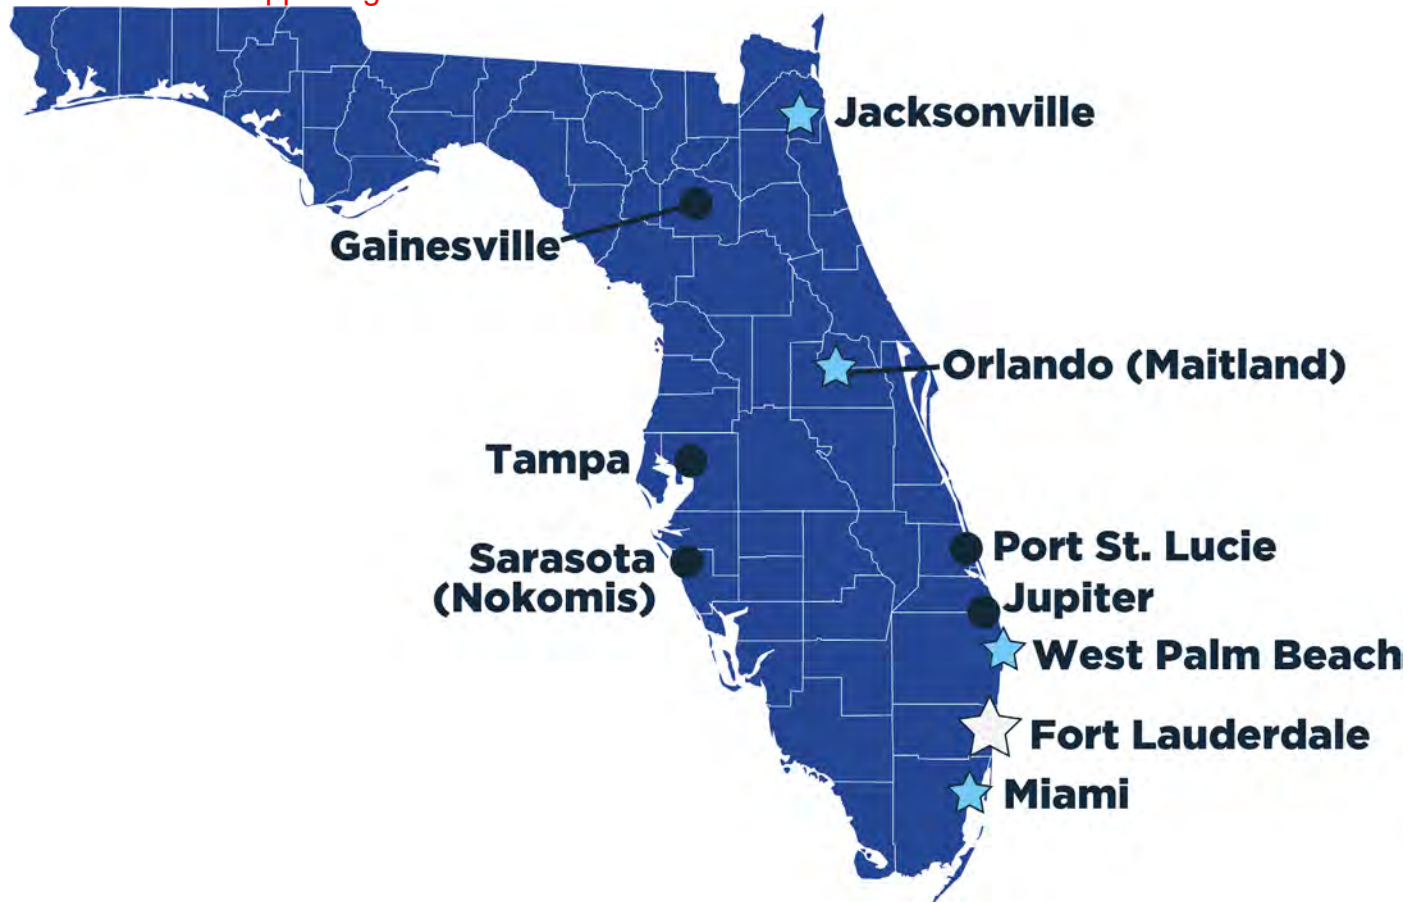 Jacksonville
Gainesville
Orlando (Maitland)
Tampa
Port St. Lucie
Sarasota
(Nokomis)
Jupiter
West Palm Beach
Fort Lauderdale
Miami